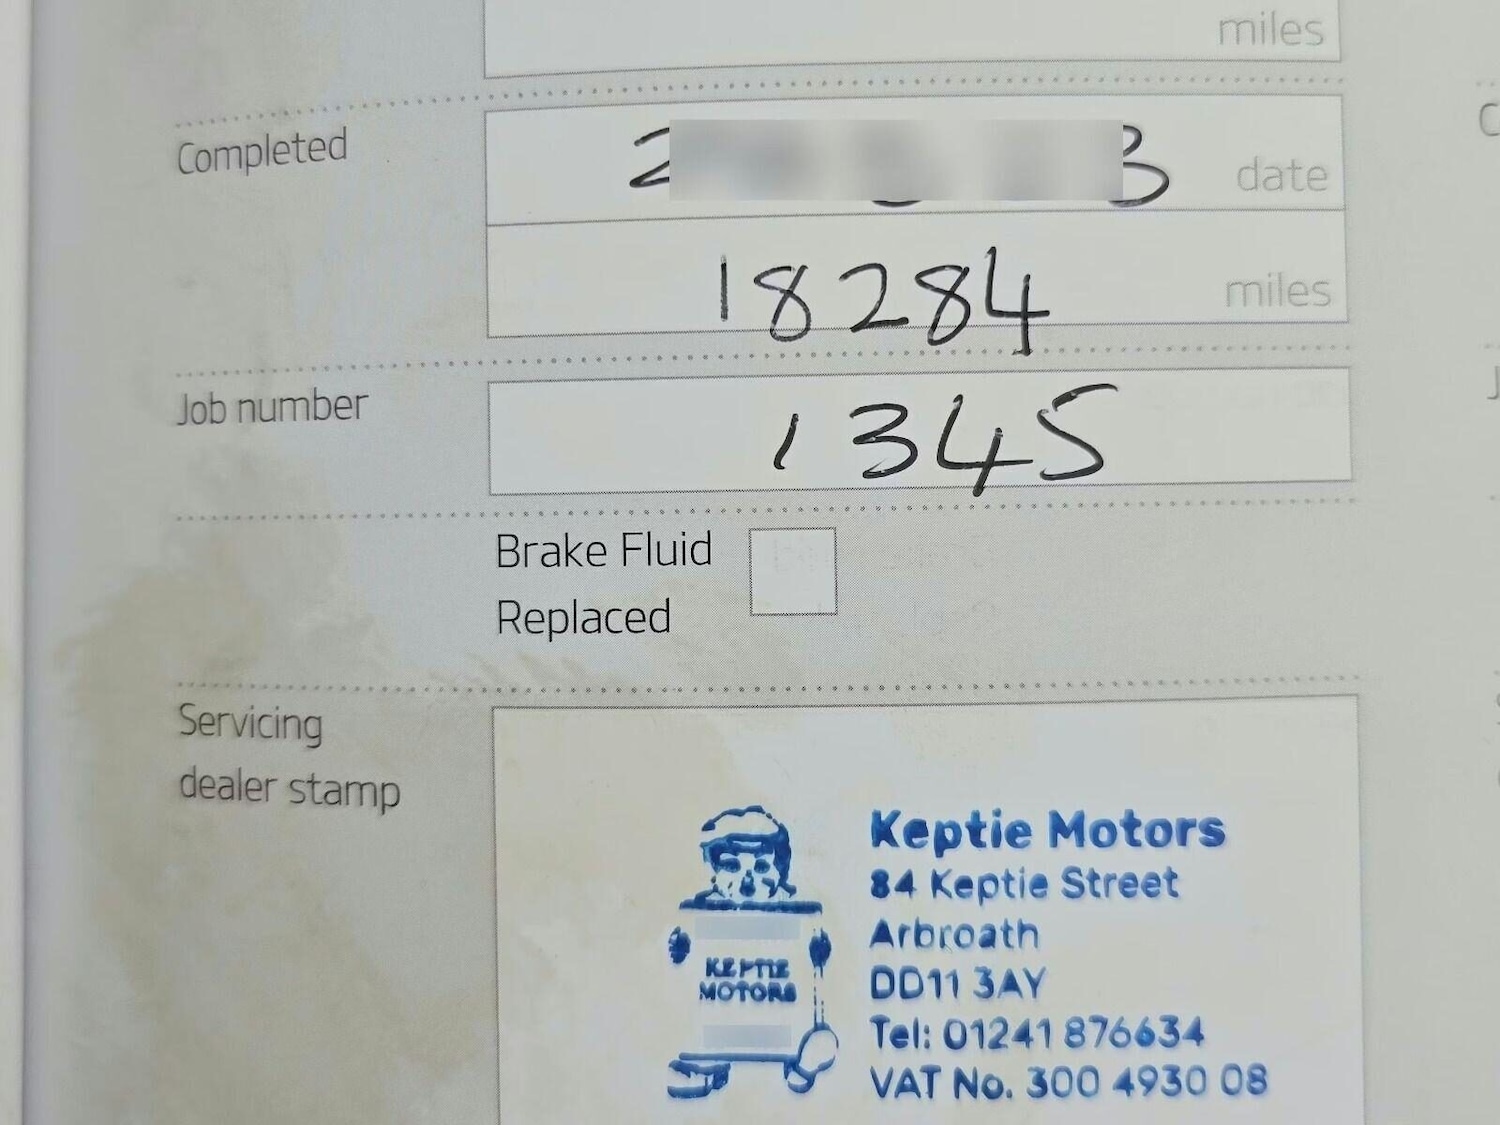 miles
Completed
date
18284 miles
Job number
1345
Brake Fluid
Replaced
Servicing
dealer stamp
KEPTIE
MOTORS
Keptie Motors
84 Keptie Street
Arbroath
DD11 3AY
Tel: 01241 876634
VAT No. 300 4930 08